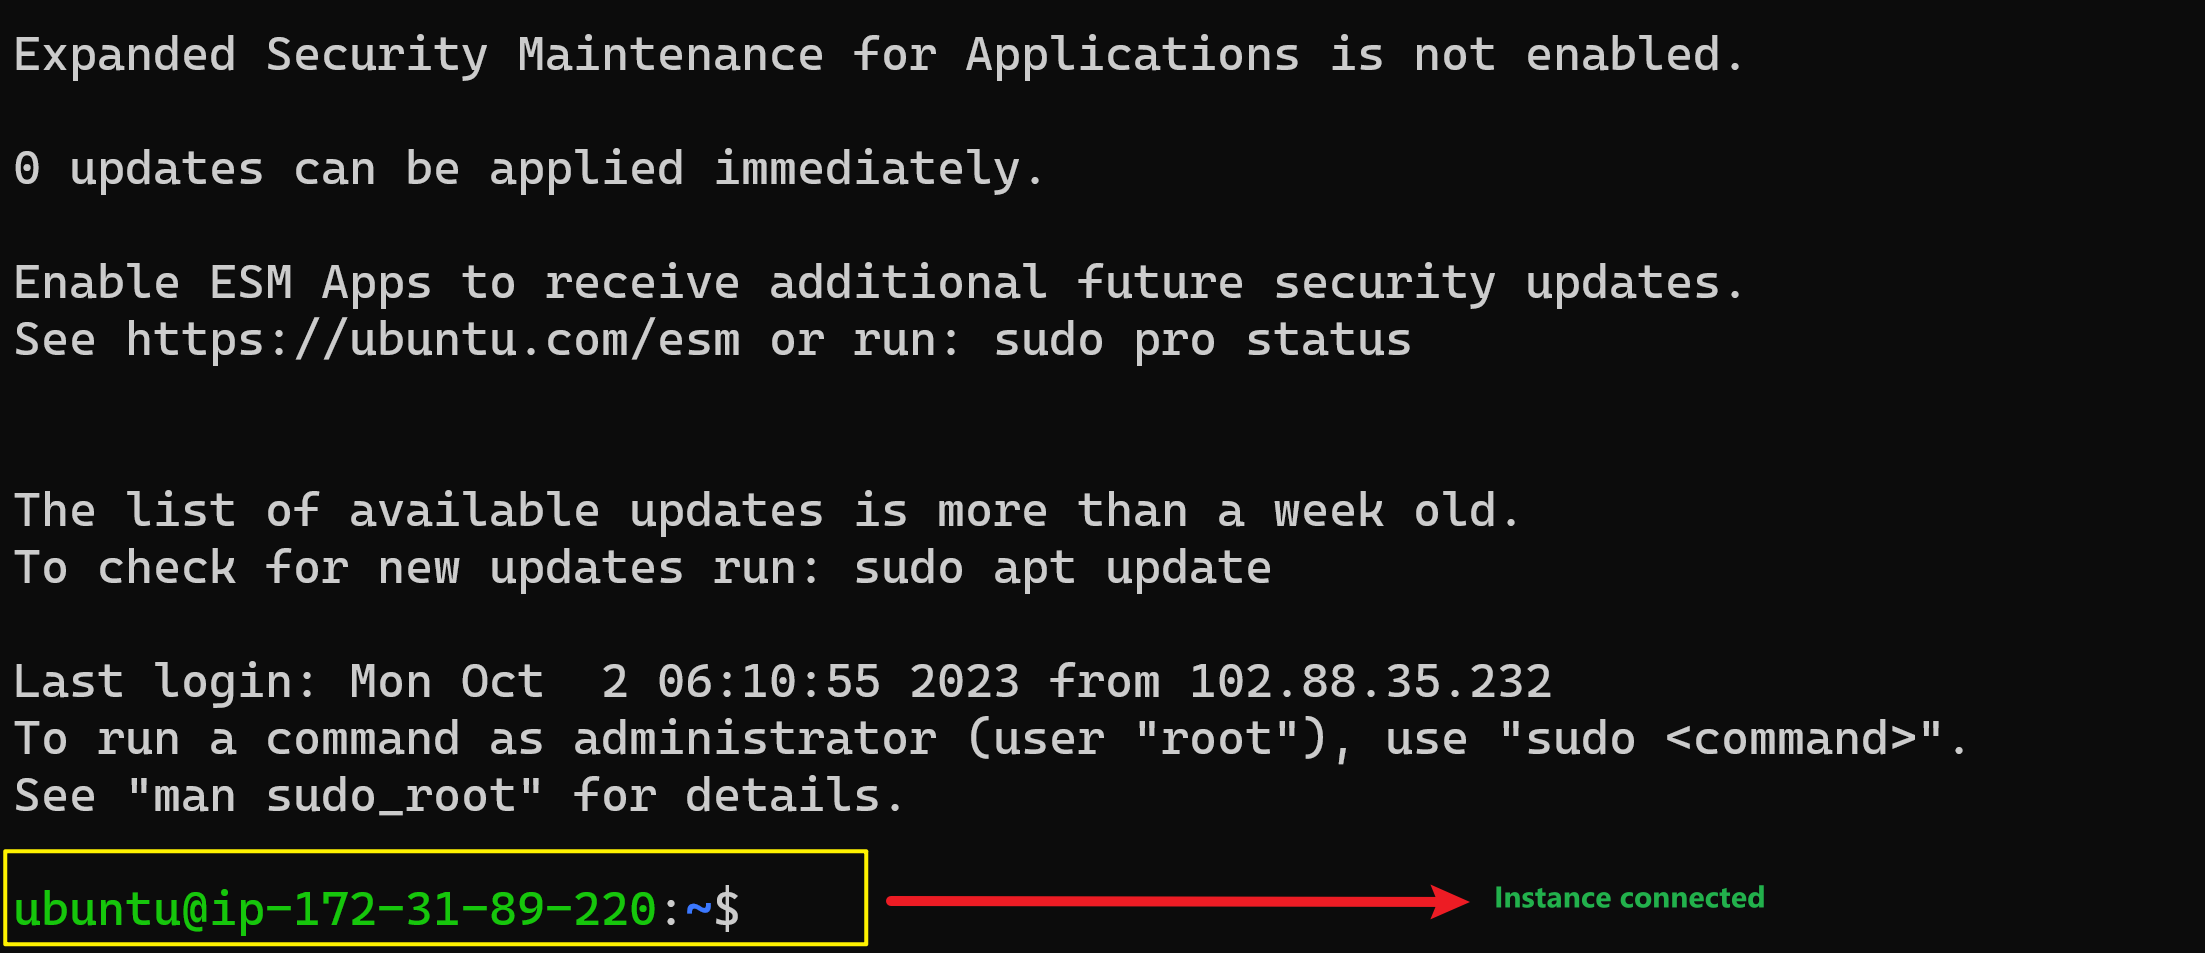 Expanded Security Maintenance for Applications is not enabled.
0 updates can be applied immediately.
Enable ESM Apps to receive additional future security updates.
See https://ubuntu.com/esm or run: sudo pro status
The list of available updates is more than a week old.
To check for new updates run: sudo apt update
Last login: Mon Oct  2 06:10:55 2023 from 102.88.35.232
To run a command as administrator (user "root"), use "sudo <command>".
See "man sudo_root" for details.
ubuntu@ip-172-31-89-220:~$
Instance connected